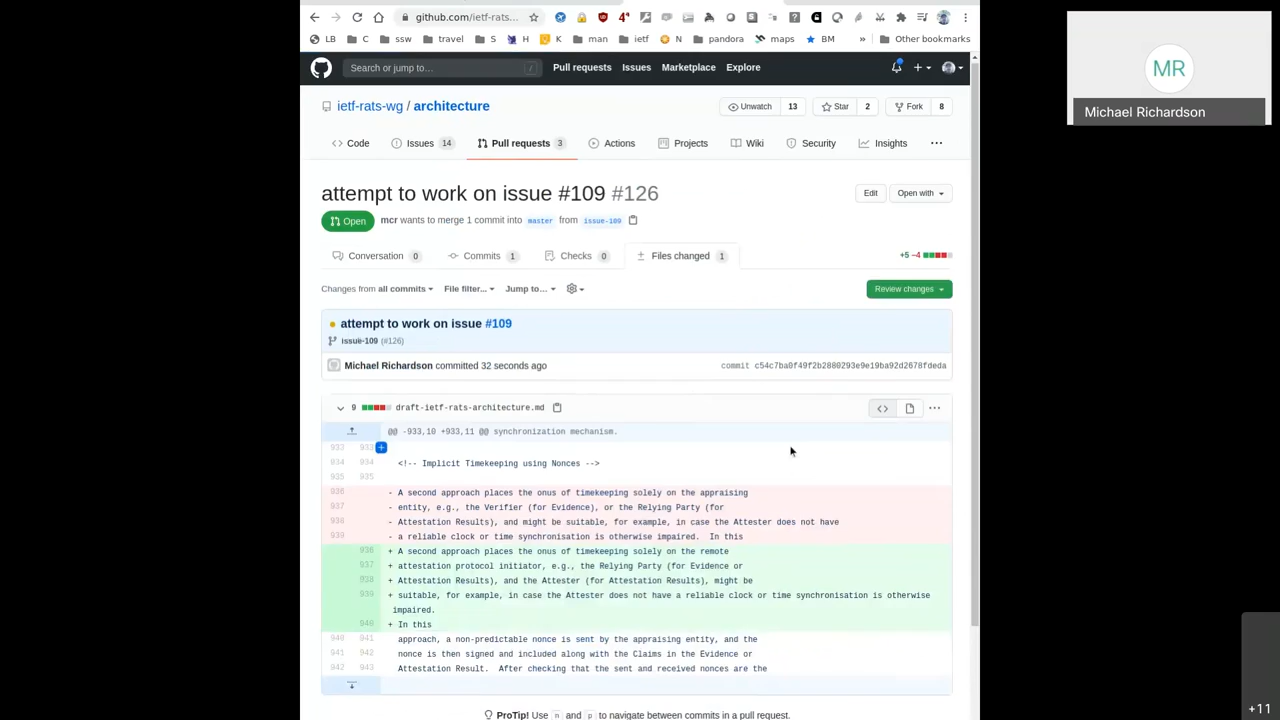 github.com/ietf-rats...
LB C ssw travel S H K man ietf N pandora maps BM » Other bookmarks
Search or jump to… / Pull requests Issues Marketplace Explore
ietf-rats-wg / architecture Unwatch 13 Star 2 Fork 8
Code Issues 14 Pull requests 3 Actions Projects Wiki Security Insights
attempt to work on issue #109 #126 Edit Open with
Open mcr wants to merge 1 commit into master from issue-109
Conversation 0 Commits 1 Checks 0 Files changed 1 +5 −4
Changes from all commits File filter... Jump to... Review changes
attempt to work on issue #109
issue-109 (#126)
Michael Richardson committed 32 seconds ago commit c54c7ba0f49f2b2880293e9e19ba92d2678fdeda
9 draft-ietf-rats-architecture.md
@@ -933,10 +933,11 @@ synchronization mechanism.
933 933 +
934 934 <!-- Implicit Timekeeping using Nonces -->
935 935
936 - A second approach places the onus of timekeeping solely on the appraising
937 - entity, e.g., the Verifier (for Evidence), or the Relying Party (for
938 - Attestation Results), and might be suitable, for example, in case the Attester does not have
939 - a reliable clock or time synchronisation is otherwise impaired. In this
936 + A second approach places the onus of timekeeping solely on the remote
937 + attestation protocol initiator, e.g., the Relying Party (for Evidence or
938 + Attestation Results), and the Attester (for Attestation Results), might be
939 + suitable, for example, in case the Attester does not have a reliable clock or time synchronisation is otherwise
impaired.
940 + In this
940 941 approach, a non-predictable nonce is sent by the appraising entity, and the
941 942 nonce is then signed and included along with the Claims in the Evidence or
942 943 Attestation Result. After checking that the sent and received nonces are the
ProTip! Use n and p to navigate between commits in a pull request.
MR
Michael Richardson
+11